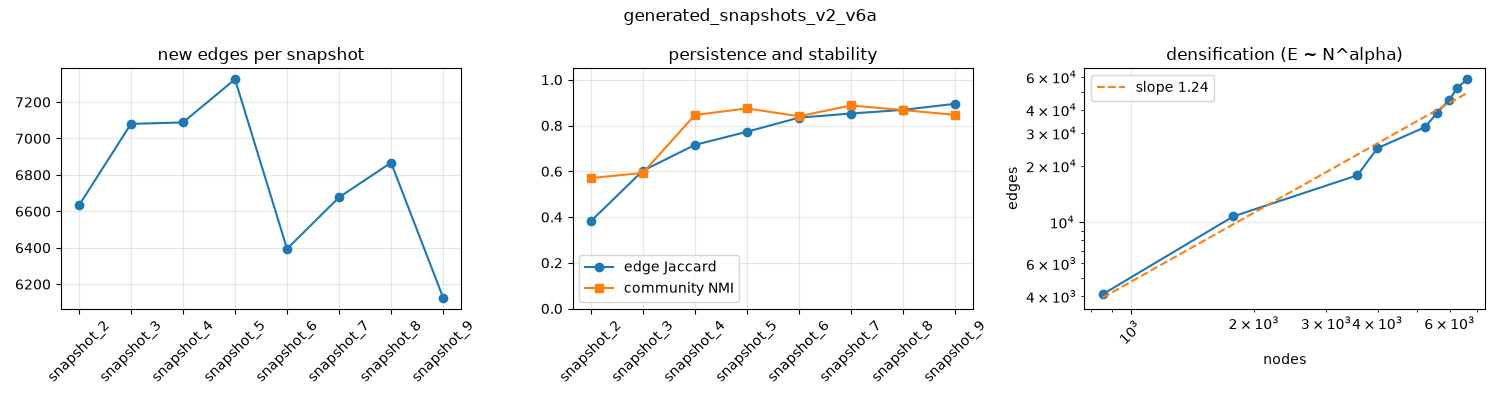 generated_snapshots_v2_v6a
new edges per snapshot
7200
7000
6800
6600
6400
6200
snapshot_2
snapshot_3
snapshot_4
snapshot_5
snapshot_6
snapshot_7
snapshot_8
snapshot_9
persistence and stability
1.0
0.8
0.6
0.4
0.2
0.0
edge Jaccard
community NMI
snapshot_2
snapshot_3
snapshot_4
snapshot_5
snapshot_6
snapshot_7
snapshot_8
snapshot_9
densification (E ~ N^alpha)
slope 1.24
edges
6 × 10⁴
4 × 10⁴
3 × 10⁴
2 × 10⁴
10⁴
6 × 10³
4 × 10³
10³
2 × 10³
3 × 10³
4 × 10³
6 × 10³
nodes